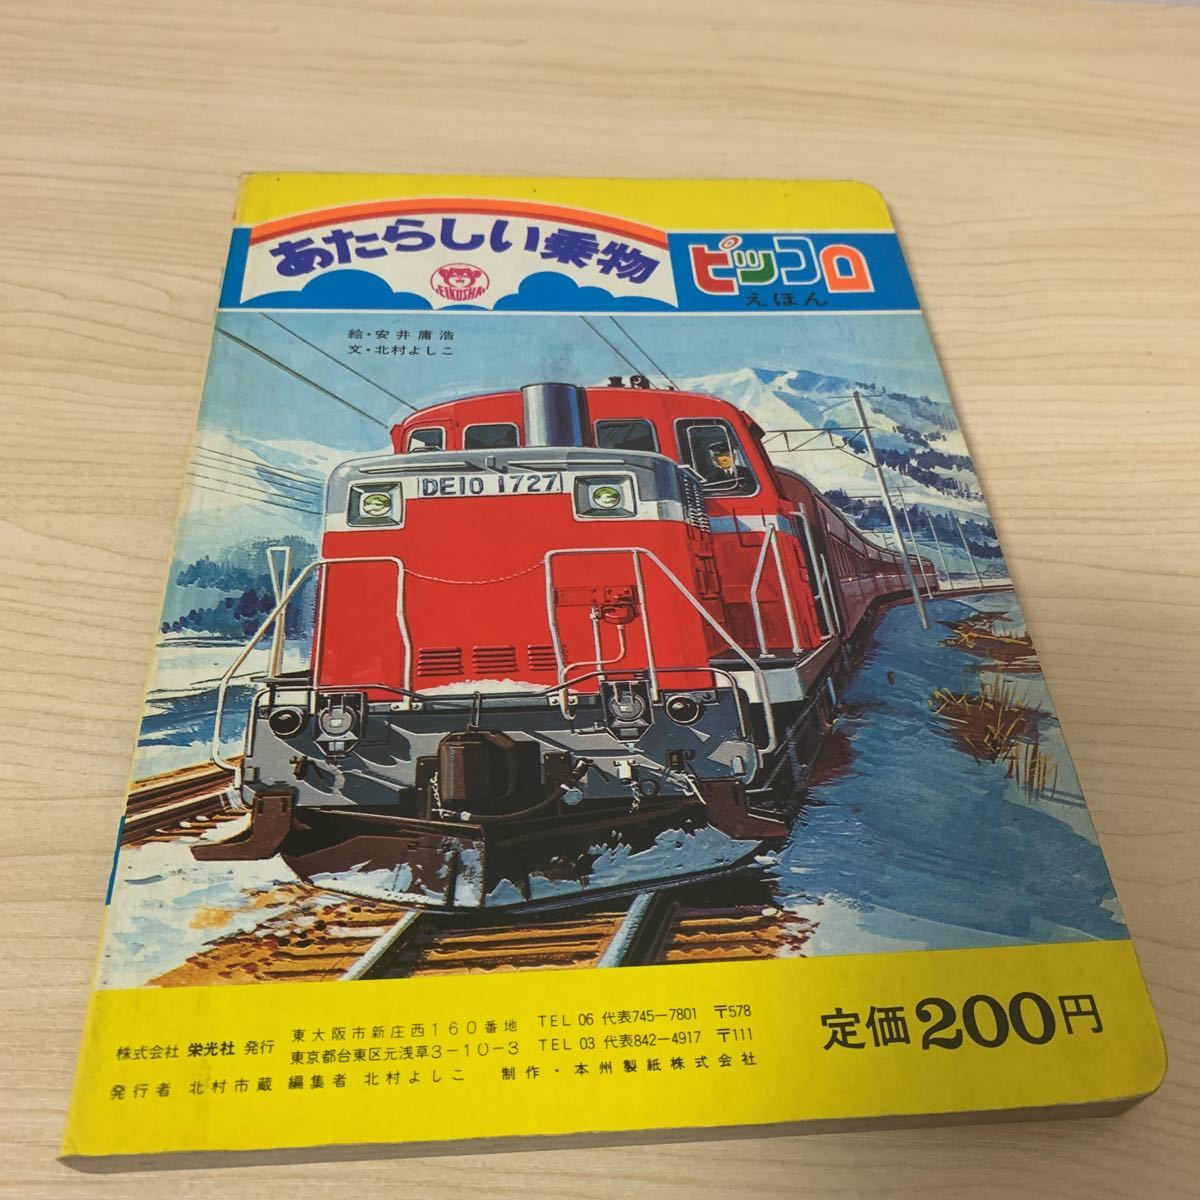 あたらしい乗物
EIKOSHA
ピッコロ
えほん
絵・安井庸浩
文・北村よしこ
DE10 1727
株式会社 栄光社 発行
東大阪市新庄西160番地 TEL 06 代表745-7801 〒578
東京都台東区元浅草3-10-3 TEL 03 代表842-4917 〒111
発行者 北村市蔵 編集者 北村よしこ 制作・本州製紙株式会社
定価200円